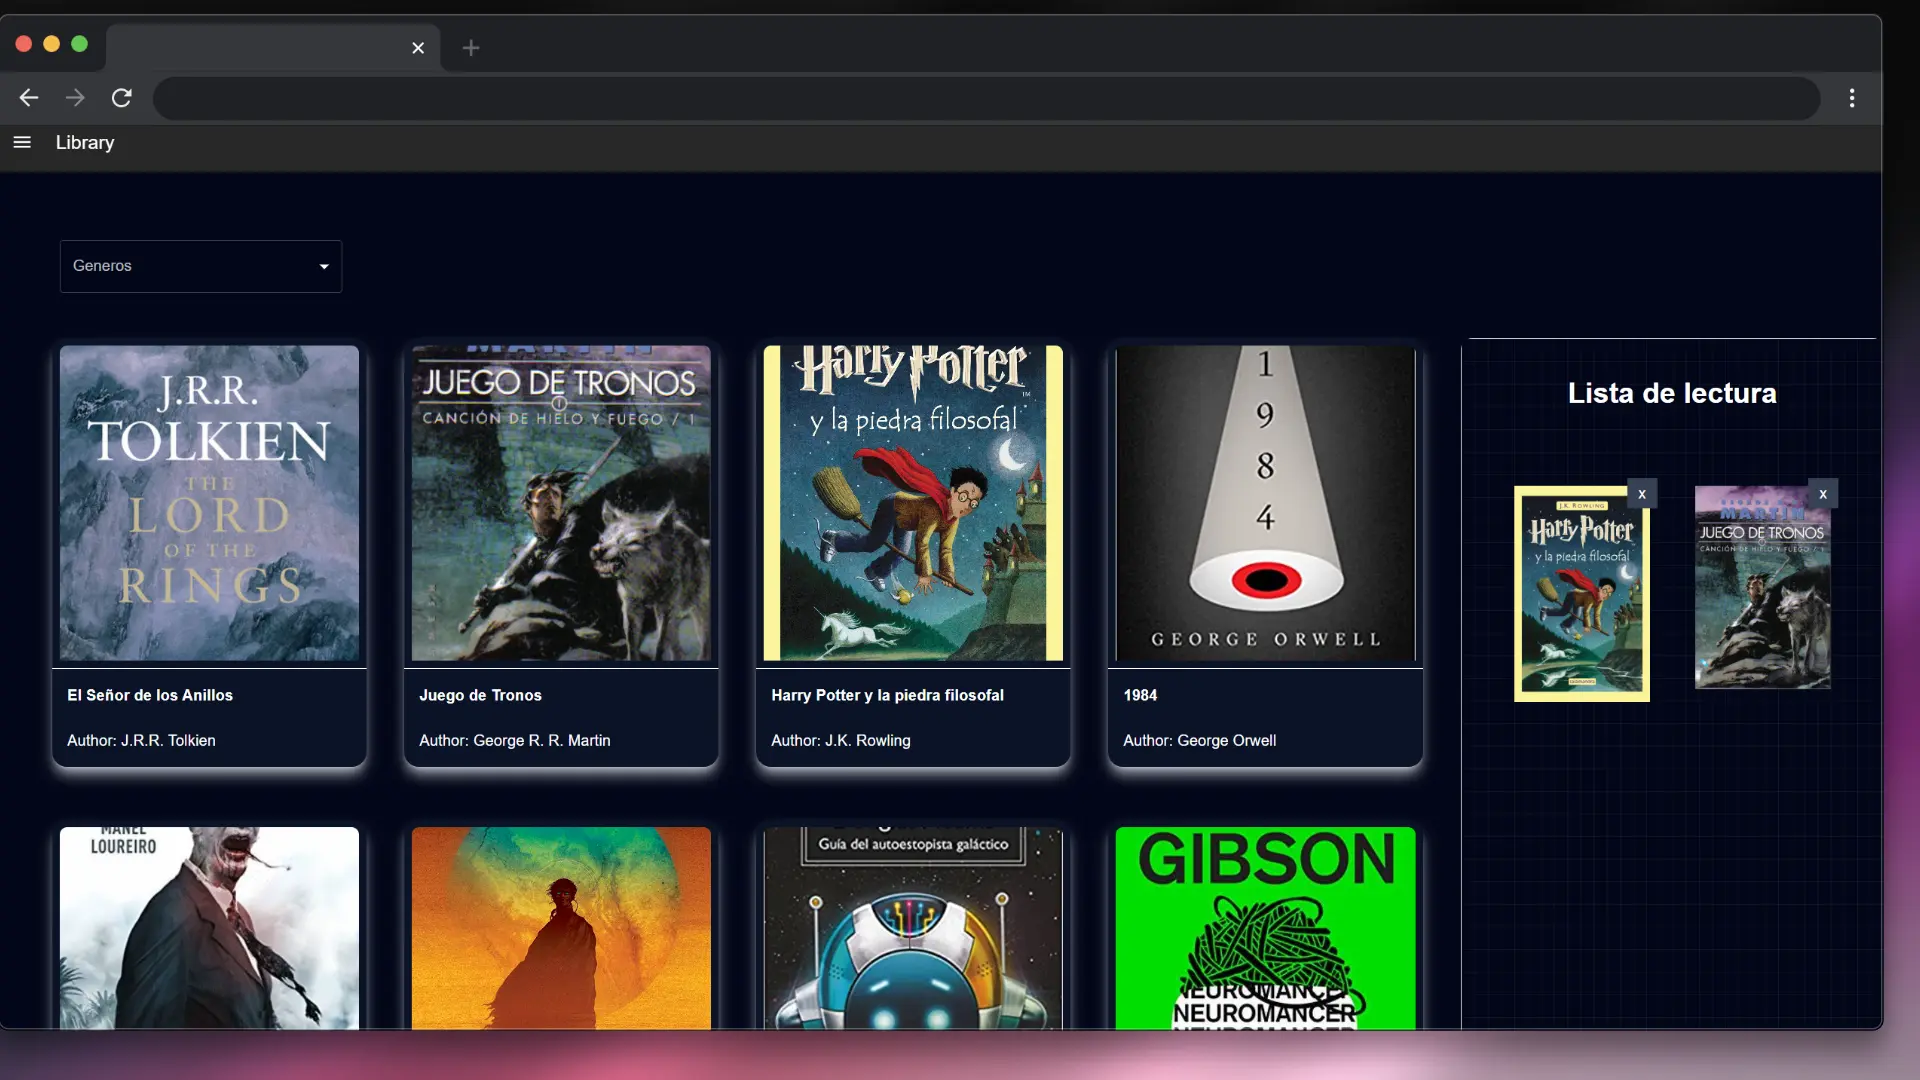 Library
Generos
J.R.R.
TOLKIEN
THE
LORD
OF THE
RINGS
El Señor de los Anillos
Author: J.R.R. Tolkien
MARTIN
JUEGO DE TRONOS
CANCIÓN DE HIELO Y FUEGO / 1
Juego de Tronos
Author: George R. R. Martin
Harry Potter
y la piedra filosofal
Harry Potter y la piedra filosofal
Author: J.K. Rowling
1
9
8
4
GEORGE ORWELL
1984
Author: George Orwell
Lista de lectura
x
J.K. ROWLING
Harry Potter
y la piedra filosofal
x
MARTIN
JUEGO DE TRONOS
CANCIÓN DE HIELO Y FUEGO / 1
MANEL
LOUREIRO
Guía del autoestopista galáctico
GIBSON
NEUROMANCER
NEUROMANCER
NEUROMANCER